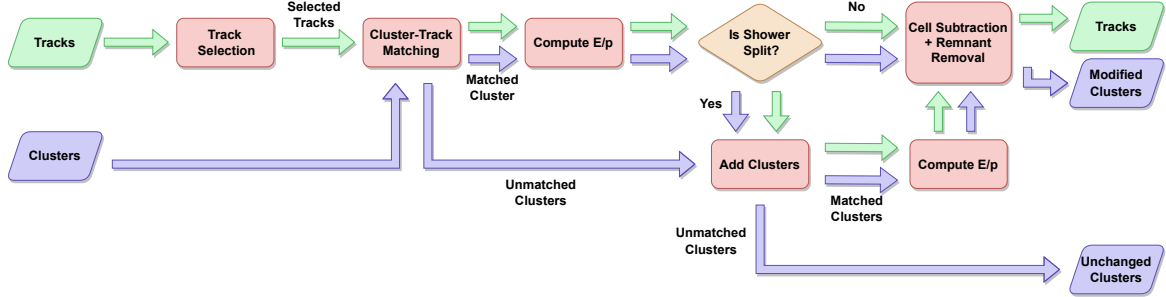 Selected
Tracks
No
Tracks
Track
Selection
Cluster-Track
Matching
Compute E/p
Is Shower
Split?
Cell Subtraction
+ Remnant
Removal
Tracks
Matched
Cluster
Modified
Clusters
Yes
Clusters
Add Clusters
Compute E/p
Unmatched
Clusters
Matched
Clusters
Unmatched
Clusters
Unchanged
Clusters